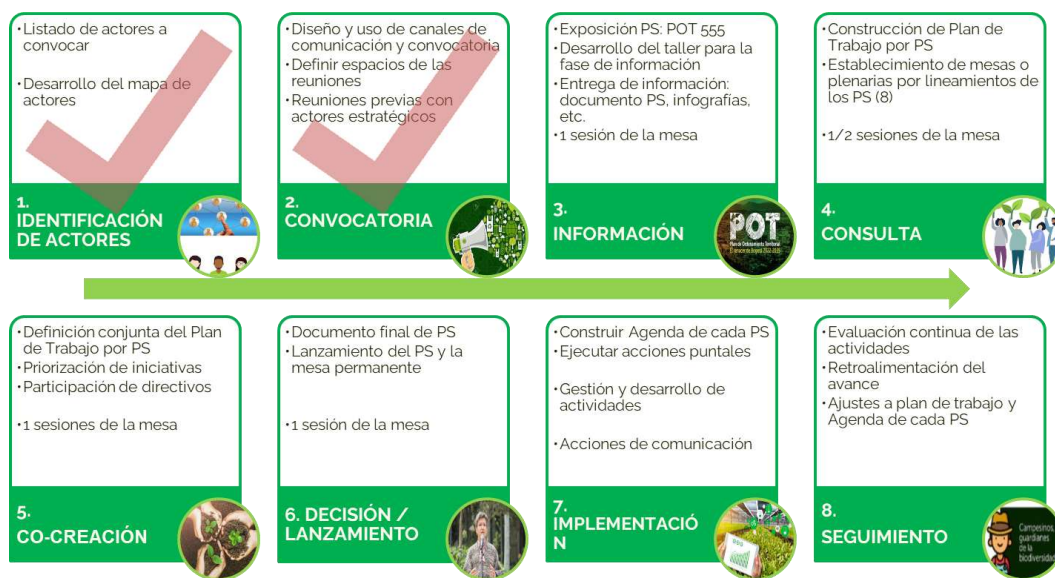 •Listado de actores a
convocar
•Desarrollo del mapa de
actores
1.
IDENTIFICACIÓN
DE ACTORES
•Diseño y uso de canales de
comunicación y convocatoria
•Definir espacios de las
reuniones
•Reuniones previas con
actores estratégicos
2.
CONVOCATORIA
•Exposición PS: POT 555
•Desarrollo del taller para la
fase de información
•Entrega de información:
documento PS, infografías,
etc.
•1 sesión de la mesa
3.
INFORMACIÓN
POT
•Construcción de Plan de
Trabajo por PS
•Establecimiento de mesas o
plenarias por lineamientos de
los PS (8)
•1/2 sesiones de la mesa
4.
CONSULTA
•Definición conjunta del Plan
de Trabajo por PS
•Priorización de iniciativas
•Participación de directivos
•1 sesiones de la mesa
5.
CO-CREACIÓN
•Documento final de PS
•Lanzamiento del PS y la
mesa permanente
•1 sesión de la mesa
6. DECISIÓN /
LANZAMIENTO
•Construir Agenda de cada PS
•Ejecutar acciones puntales
•Gestión y desarrollo de
actividades
•Acciones de comunicación
7.
IMPLEMENTACIÓ
N
•Evaluación continua de las
actividades
•Retroalimentación del
avance
•Ajustes a plan de trabajo y
Agenda de cada PS
8.
SEGUIMIENTO
Campesinos,
guardianes
de la
biodiversidad